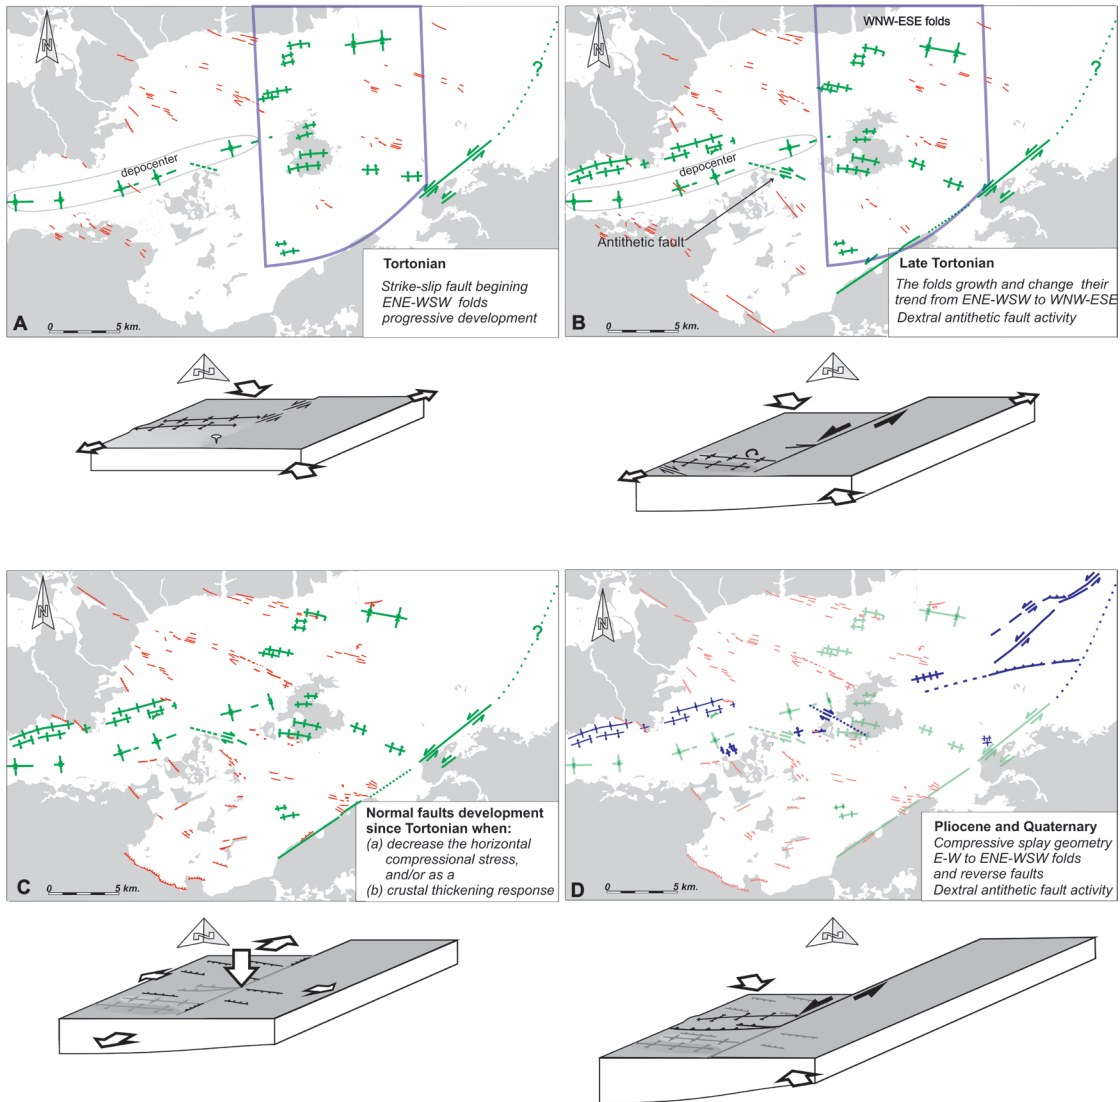 N
depocenter
?
Tortonian
Strike-slip fault begining
ENE-WSW folds
progressive development
A
0 5 km.
N
WNW-ESE folds
N
?
depocenter
Antithetic fault
Late Tortonian
The folds growth and change their
trend from ENE-WSW to WNW-ESE
Dextral antithetic fault activity
B
0 5 km.
N
N
?
Normal faults development
since Tortonian when:
(a) decrease the horizontal
compressional stress,
and/or as a
(b) crustal thickening response
C
0 5 km.
N
N
Pliocene and Quaternary
Compressive splay geometry
E-W to ENE-WSW folds
and reverse faults
Dextral antithetic fault activity
D
0 5 km.
N